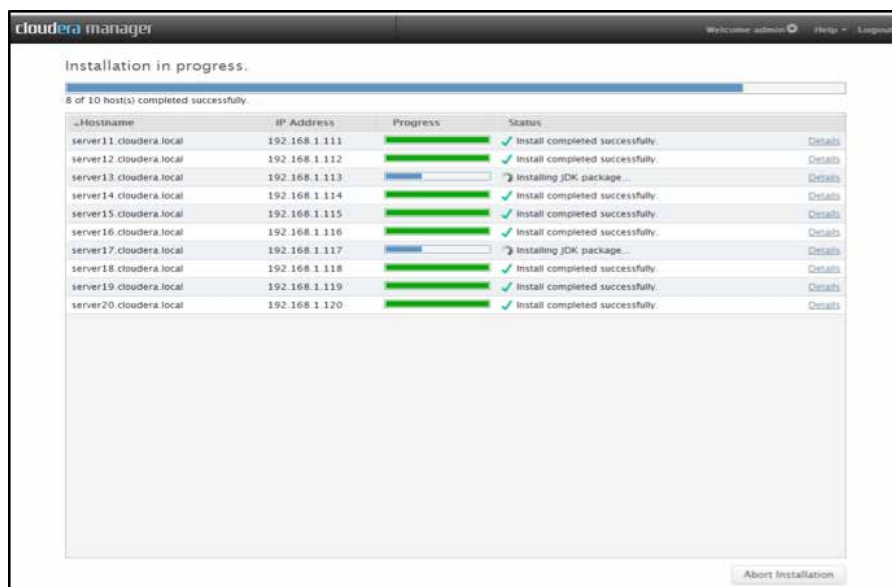 cloudera manager Welcome admin Help Logout
Installation in progress.
8 of 10 host(s) completed successfully.
Hostname IP Address Progress Status
server11.cloudera.local 192.168.1.111 Install completed successfully. Details
server12.cloudera.local 192.168.1.112 Install completed successfully. Details
server13.cloudera.local 192.168.1.113 Installing JDK package... Details
server14.cloudera.local 192.168.1.114 Install completed successfully. Details
server15.cloudera.local 192.168.1.115 Install completed successfully. Details
server16.cloudera.local 192.168.1.116 Install completed successfully. Details
server17.cloudera.local 192.168.1.117 Installing JDK package... Details
server18.cloudera.local 192.168.1.118 Install completed successfully. Details
server19.cloudera.local 192.168.1.119 Install completed successfully. Details
server20.cloudera.local 192.168.1.120 Install completed successfully. Details
Abort Installation